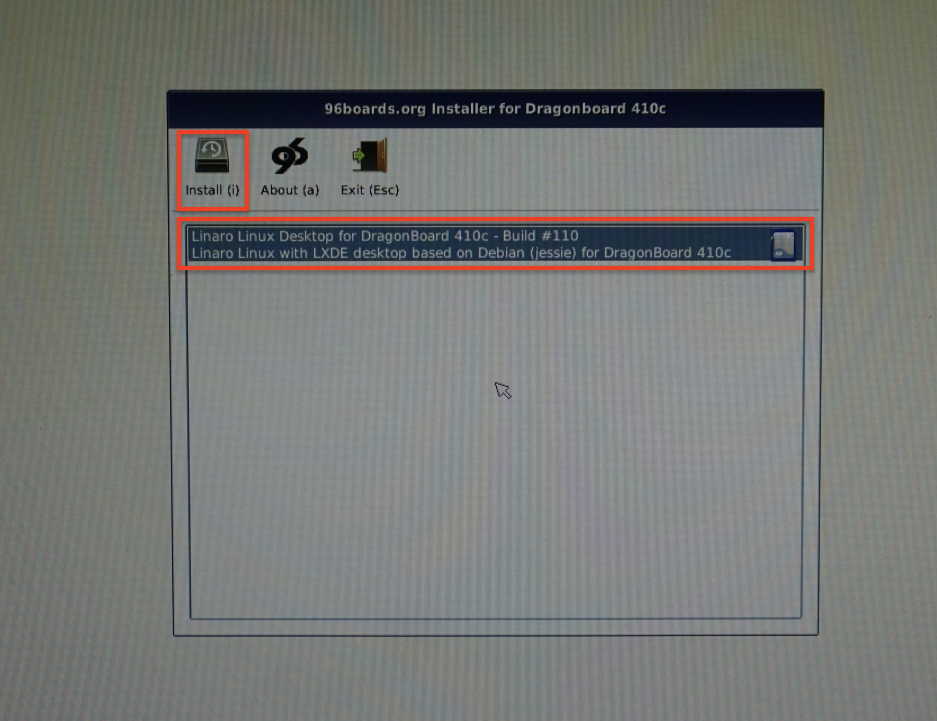 96boards.org Installer for Dragonboard 410c
Install (i) About (a) Exit (Esc)
Linaro Linux Desktop for DragonBoard 410c - Build #110
Linaro Linux with LXDE desktop based on Debian (jessie) for DragonBoard 410c